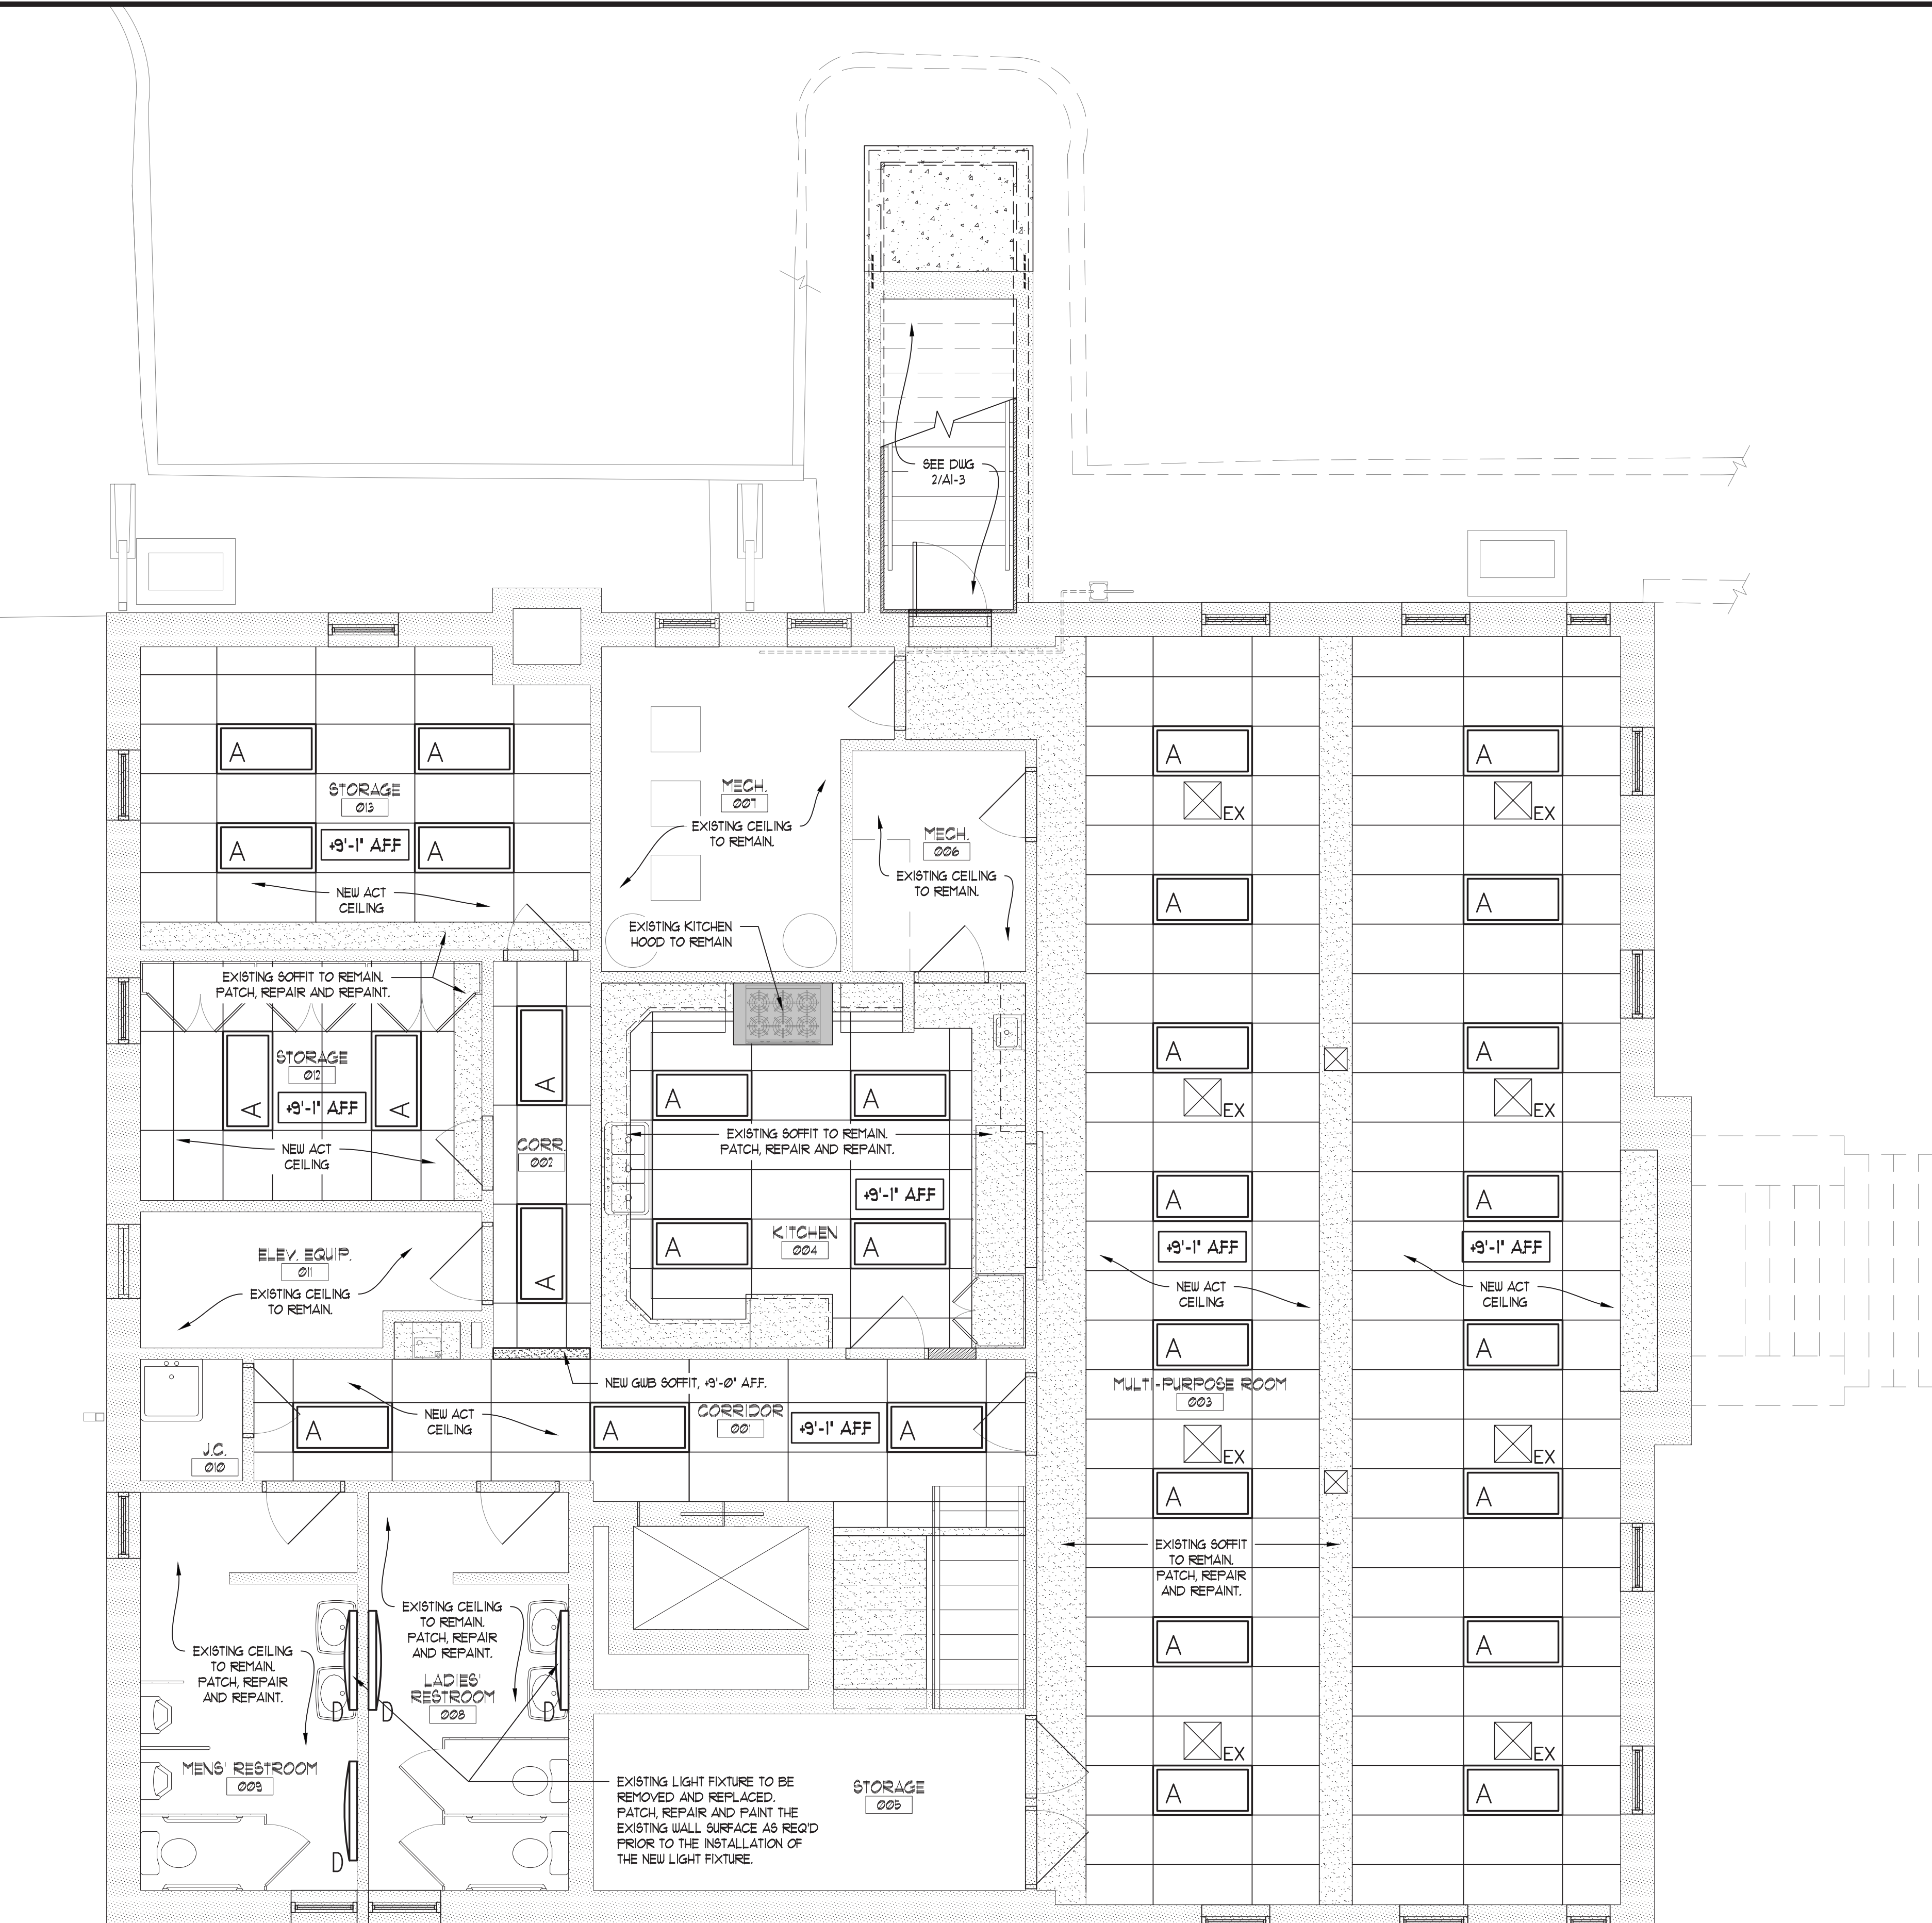 SEE DWG
2/A1-3
A
A
STORAGE
013
A
+9'-1" A.F.F
A
NEW ACT
CEILING
MECH.
007
EXISTING CEILING
TO REMAIN.
MECH.
006
EXISTING CEILING
TO REMAIN.
EXISTING KITCHEN
HOOD TO REMAIN
EXISTING SOFFIT TO REMAIN.
PATCH, REPAIR AND REPAINT.
STORAGE
012
A
+9'-1" A.F.F
A
NEW ACT
CEILING
A
CORR.
002
A
A
A
EXISTING SOFFIT TO REMAIN.
PATCH, REPAIR AND REPAINT.
+9'-1" A.F.F
KITCHEN
004
A
A
ELEV. EQUIP.
011
EXISTING CEILING
TO REMAIN.
NEW GWB SOFFIT, +9'-0" A.F.F.
NEW ACT
CEILING
CORRIDOR
001
+9'-1" A.F.F
A
A
A
J.C.
010
EXISTING CEILING
TO REMAIN.
PATCH, REPAIR
AND REPAINT.
MENS' RESTROOM
009
D
D
EXISTING CEILING
TO REMAIN.
PATCH, REPAIR
AND REPAINT.
LADIES'
RESTROOM
008
D
D
EXISTING LIGHT FIXTURE TO BE
REMOVED AND REPLACED.
PATCH, REPAIR AND PAINT THE
EXISTING WALL SURFACE AS REQ'D
PRIOR TO THE INSTALLATION OF
THE NEW LIGHT FIXTURE.
STORAGE
005
A
A
EX
EX
A
A
A
A
EX
EX
A
A
+9'-1" A.F.F
+9'-1" A.F.F
NEW ACT
CEILING
NEW ACT
CEILING
A
A
MULTI-PURPOSE ROOM
003
EX
EX
A
A
EXISTING SOFFIT
TO REMAIN.
PATCH, REPAIR
AND REPAINT.
A
A
EX
EX
A
A